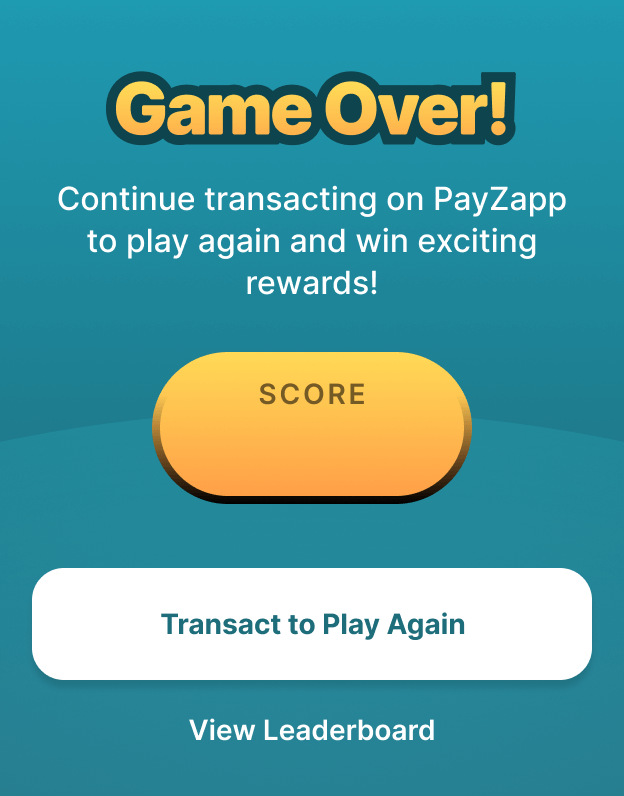 Game Over!
Continue transacting on PayZapp
to play again and win exciting
rewards!
SCORE
Transact to Play Again
View Leaderboard